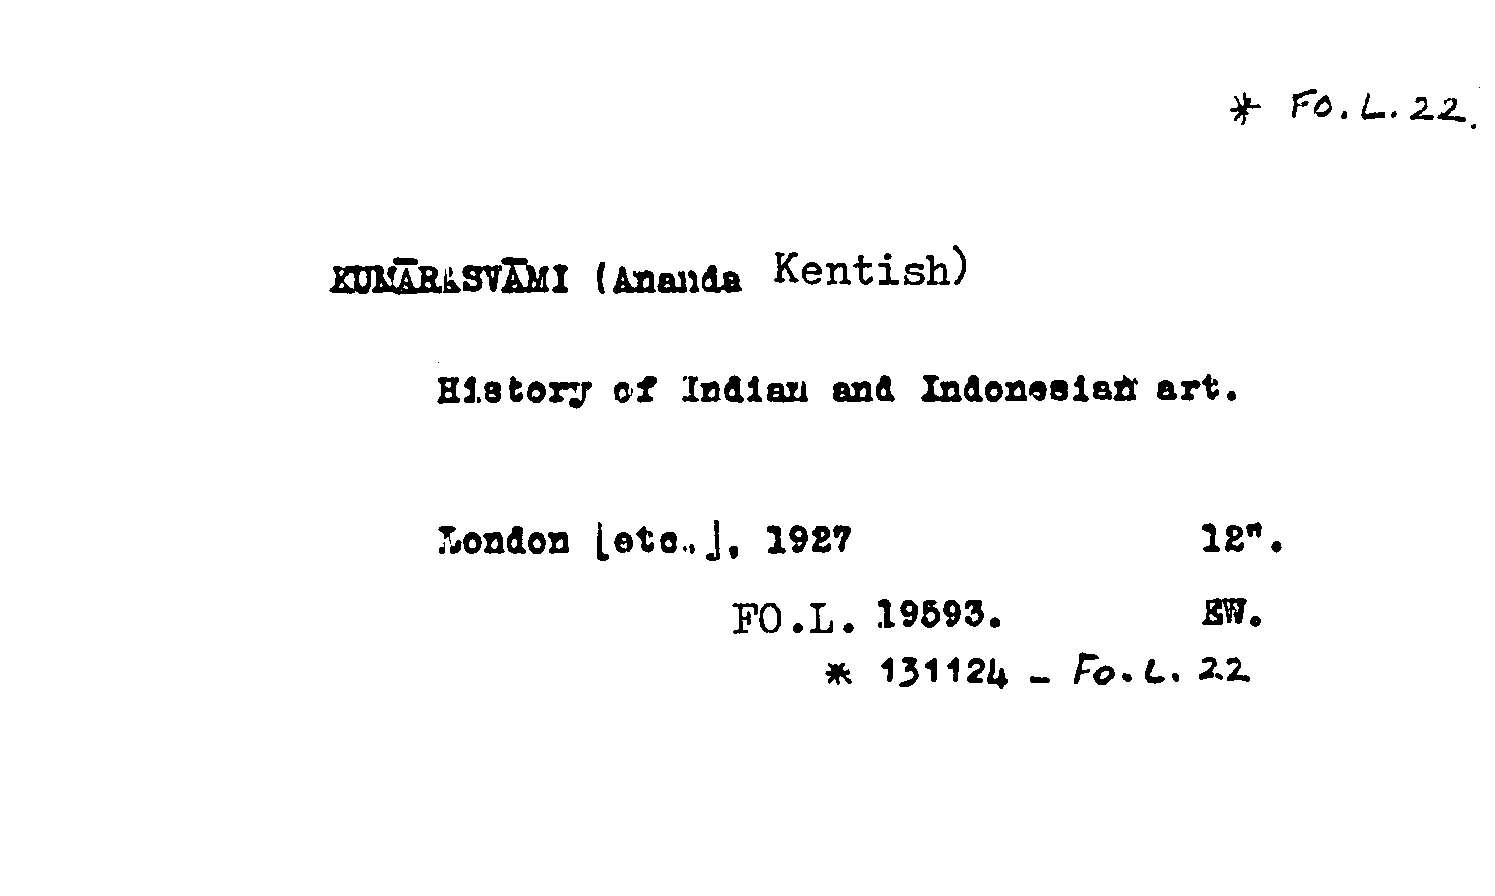 * FO.L.22.
KUMĀRASVĀMI (Ananda Kentish)
History of Indian and Indonesian art.
London [etc.,], 1927 12".
FO.L. 19593. EW.
* 131124 - Fo.L. 22